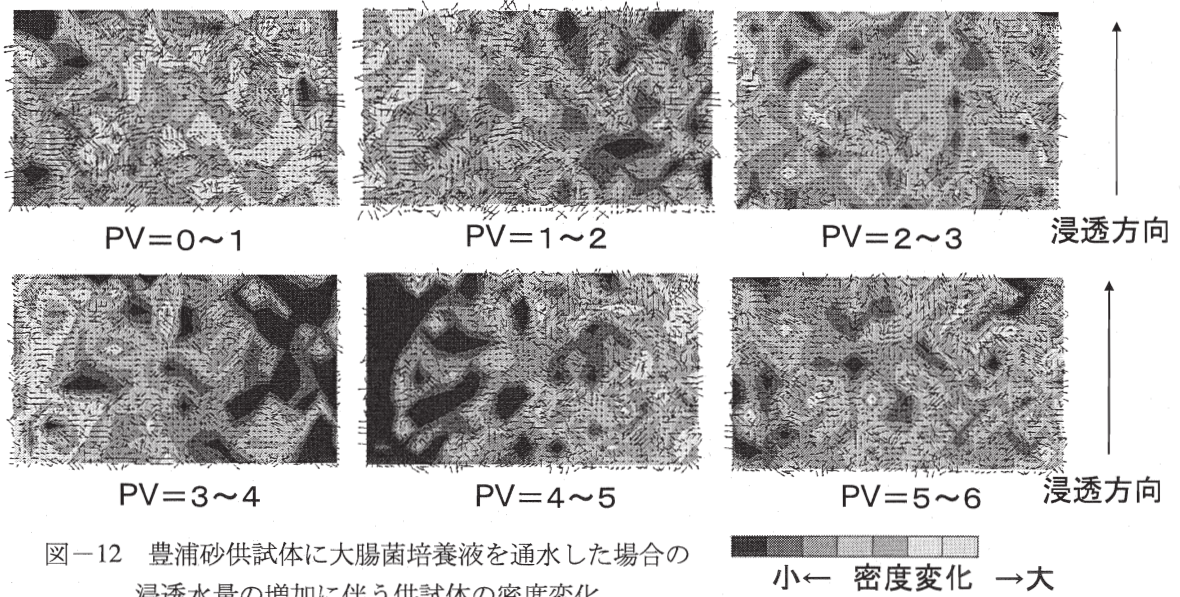 PV=0～1
PV=1～2
PV=2～3
浸透方向
PV=3～4
PV=4～5
PV=5～6
浸透方向
図－12 豊浦砂供試体に大腸菌培養液を通水した場合の
浸透水量の増加に伴う供試体の密度変化
小← 密度変化 →大